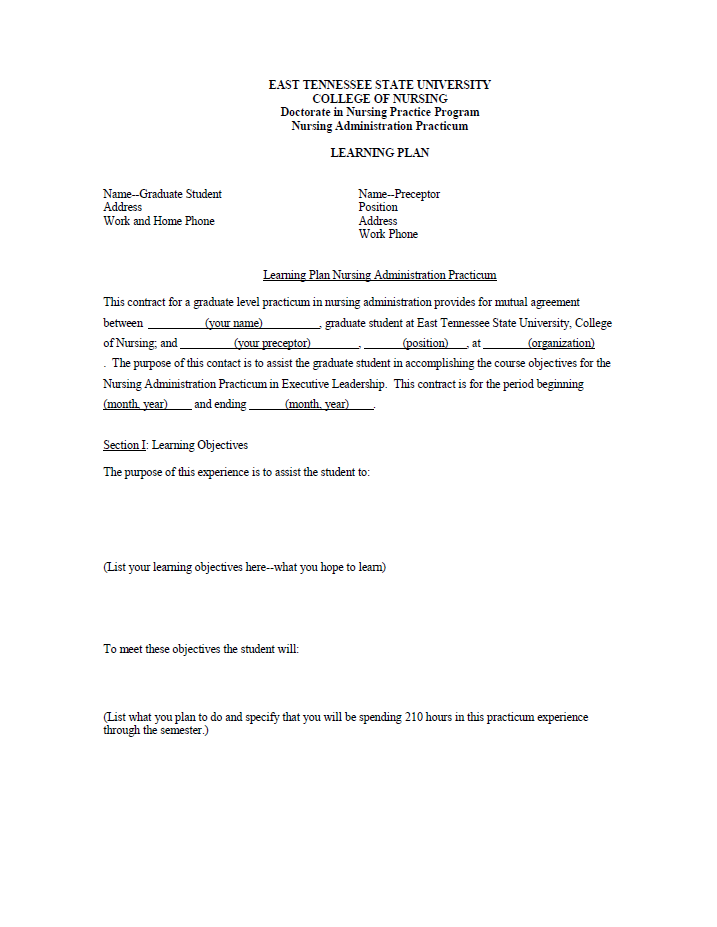 EAST TENNESSEE STATE UNIVERSITY
COLLEGE OF NURSING
Doctorate in Nursing Practice Program
Nursing Administration Practicum
LEARNING PLAN
Name--Graduate Student
Address
Work and Home Phone
Name--Preceptor
Position
Address
Work Phone
Learning Plan Nursing Administration Practicum
This contract for a graduate level practicum in nursing administration provides for mutual agreement
between (your name) , graduate student at East Tennessee State University, College
of Nursing; and (your preceptor) , (position) , at (organization)
. The purpose of this contact is to assist the graduate student in accomplishing the course objectives for the
Nursing Administration Practicum in Executive Leadership. This contract is for the period beginning
(month, year) and ending (month, year) .
Section I: Learning Objectives
The purpose of this experience is to assist the student to:
(List your learning objectives here--what you hope to learn)
To meet these objectives the student will:
(List what you plan to do and specify that you will be spending 210 hours in this practicum experience
through the semester.)